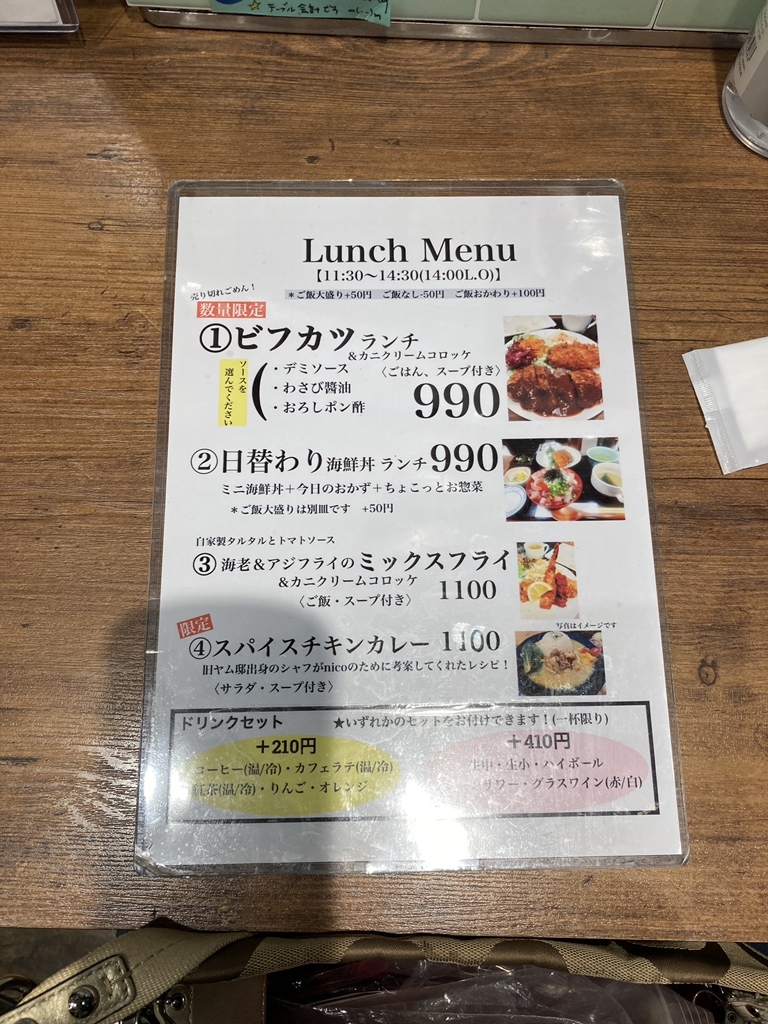 ☆ テーブル会計です m(--)m
Lunch Menu
【11:30〜14:30(14:00L.O)】
＊ご飯大盛り+50円　ご飯なし-50円　ご飯おかわり+100円
売り切れごめん！
数量限定
①ビフカツランチ
&カニクリームコロッケ
〈ごはん、スープ付き〉
ソースを
選んでください
・デミソース
・わさび醬油
・おろしポン酢
990
②日替わり海鮮丼 ランチ990
ミニ海鮮丼＋今日のおかず＋ちょこっとお惣菜
＊ご飯大盛りは別皿です　+50円
自家製タルタルとトマトソース
③海老&アジフライのミックスフライ
&カニクリームコロッケ
〈ご飯・スープ付き〉
1100
写真はイメージです
限定
④スパイスチキンカレー 1100
旧ヤム邸出身のシャフがnicoのために考案してくれたレシピ！
〈サラダ・スープ付き〉
ドリンクセット　★いずれかのセットをお付けできます！(一杯限り)
＋210円
コーヒー(温/冷)・カフェラテ(温/冷)
紅茶(温/冷)・りんご・オレンジ
＋410円
生中・生小・ハイボール
サワー・グラスワイン(赤/白)